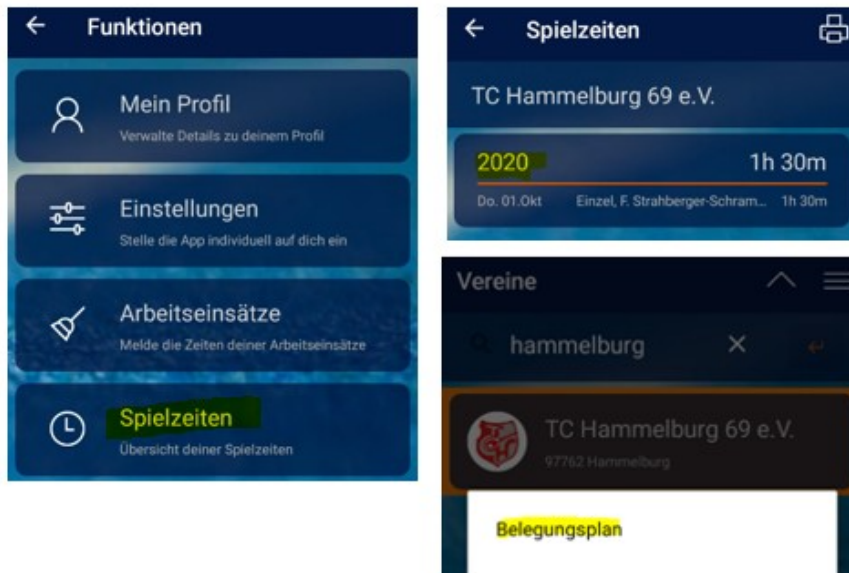 Funktionen
Mein Profil
Verwalte Details zu deinem Profil
Einstellungen
Stelle die App individuell auf dich ein
Arbeitseinsätze
Melde die Zeiten deiner Arbeitseinsätze
Spielzeiten
Übersicht deiner Spielzeiten
Spielzeiten
TC Hammelburg 69 e.V.
2020 1h 30m
Do. 01.Okt Einzel, F. Strahberger-Schram... 1h 30m
Vereine
hammelburg
TC Hammelburg 69 e.V.
97762 Hammelburg
Belegungsplan